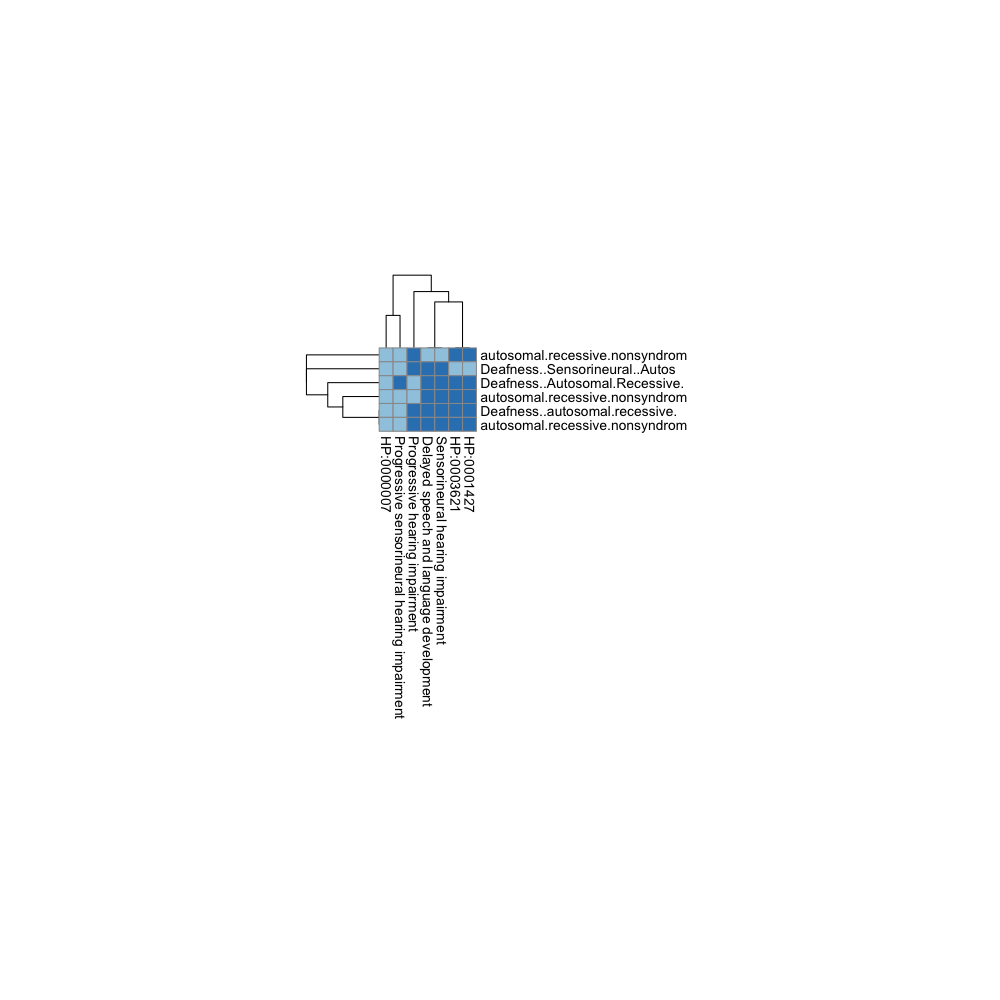 autosomal.recessive.nonsyndrom
Deafness..Sensorineural..Autos
Deafness..Autosomal.Recessive.
autosomal.recessive.nonsyndrom
Deafness..autosomal.recessive.
autosomal.recessive.nonsyndrom
HP:0000007
Progressive sensorineural hearing impairment
Progressive hearing impairment
Delayed speech and language development
Sensorineural hearing impairment
HP:0003621
HP:0001427